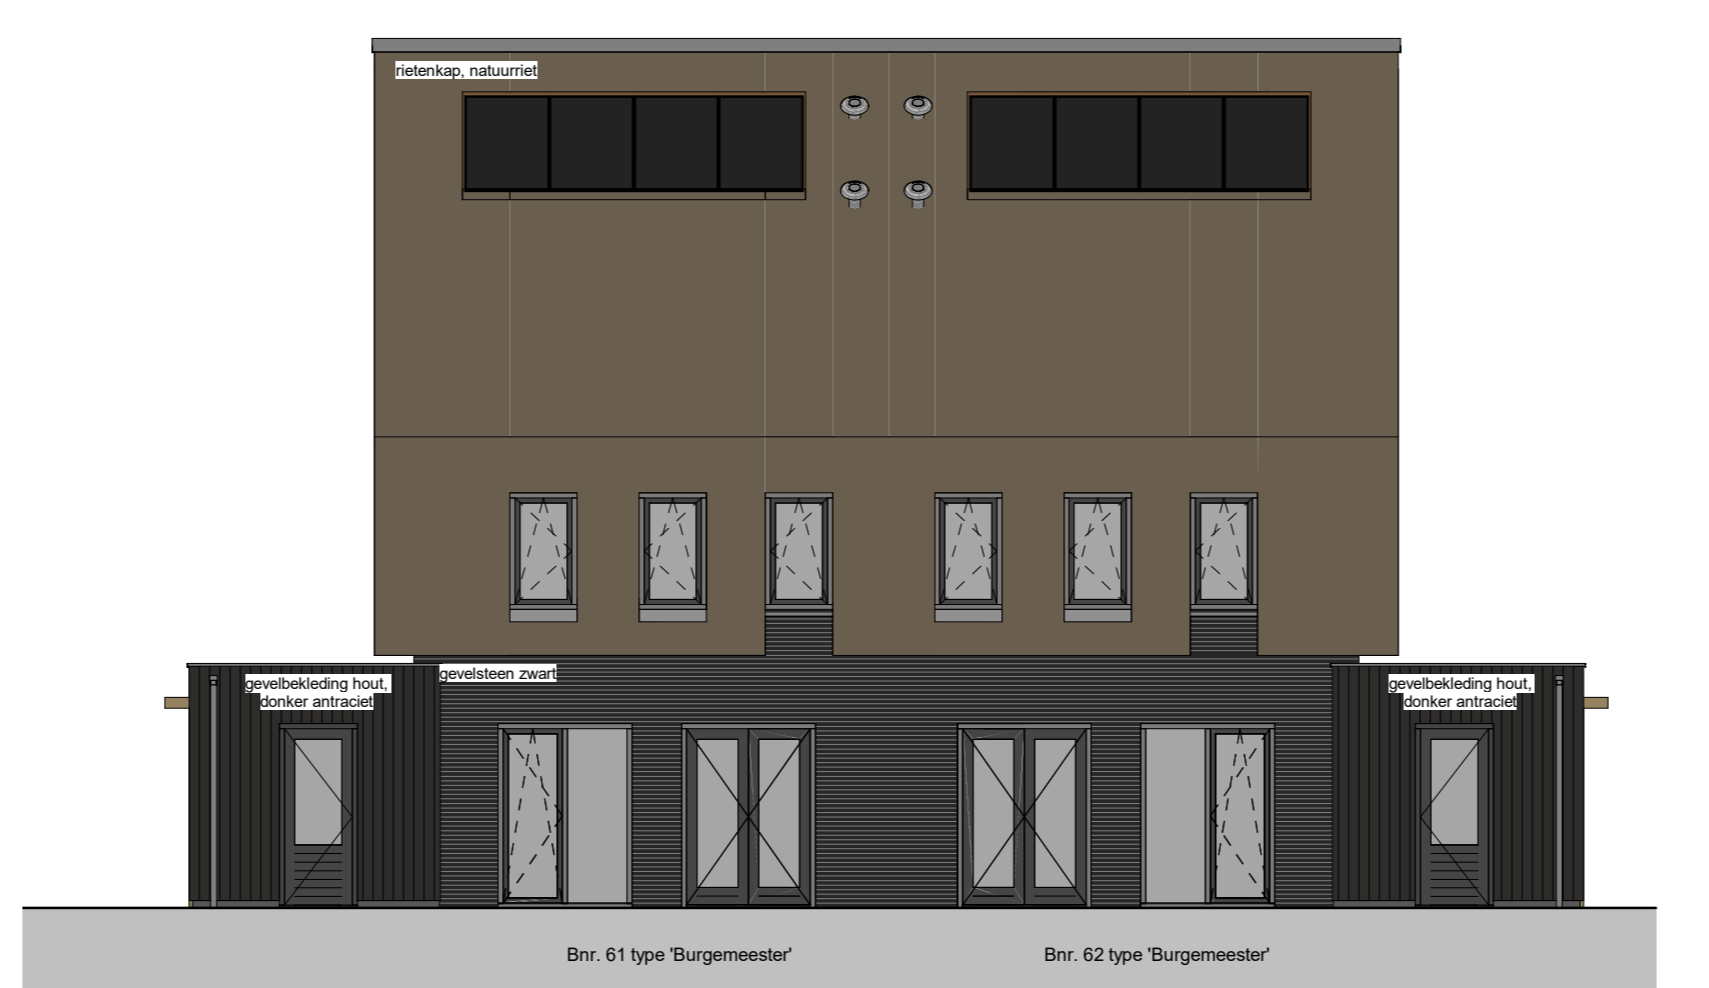 rietenkap, natuurriet
gevelsteen zwart
gevelbekleding hout,
donker antraciet
gevelbekleding hout,
donker antraciet
Bnr. 61 type 'Burgemeester'
Bnr. 62 type 'Burgemeester'